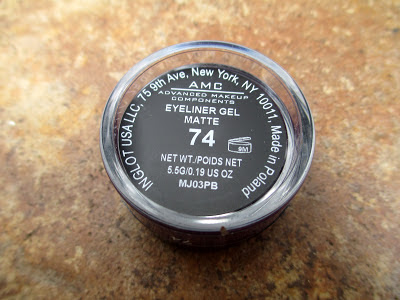 INGLOT USA LLC, 75 9th Ave, New York, NY 10011. Made in Poland
AMC
ADVANCED MAKEUP
COMPONENTS
EYELINER GEL
MATTE
74
9M
NET WT./POIDS NET
5.5G/0.19 US OZ
MJ03PB